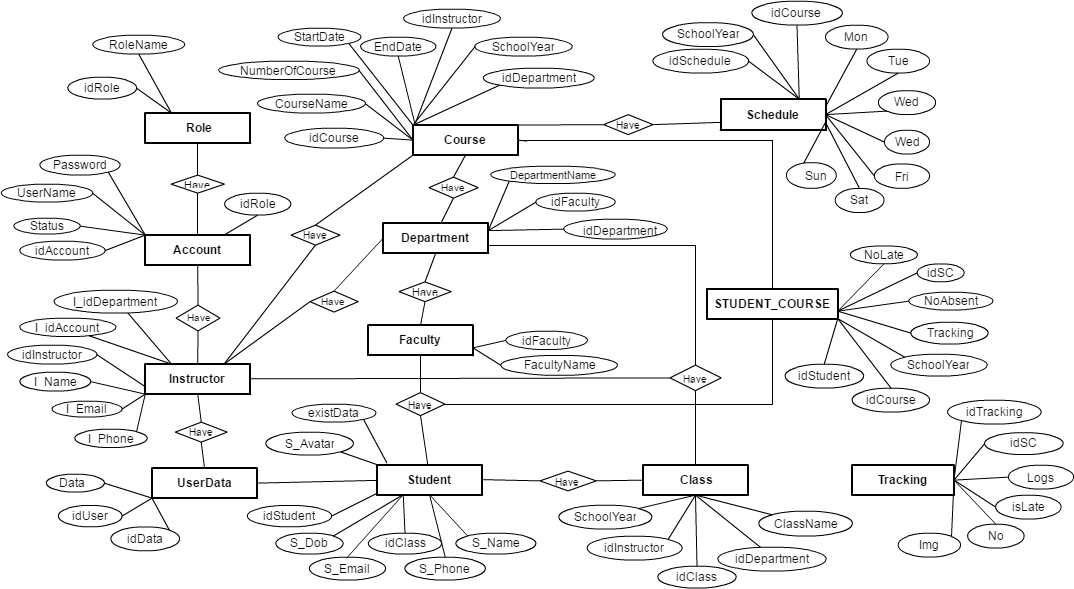 idInstructor
idCourse
StartDate
EndDate
SchoolYear
SchoolYear
Mon
RoleName
idSchedule
Tue
NumberOfCourse
idDepartment
idRole
CourseName
Wed
Role
idCourse
Course
Have
Schedule
Wed
Password
Have
Have
DepartmentName
Sun
Fri
UserName
idRole
idFaculty
Sat
Status
Have
Department
idDepartment
idAccount
Account
NoLate
idSC
I_idDepartment
Have
Have
Have
STUDENT_COURSE
NoAbsent
I_idAccount
Tracking
idInstructor
Faculty
idFaculty
FacultyName
SchoolYear
I_Name
Instructor
Have
idStudent
I_Email
Have
idCourse
I_Phone
Have
existData
idTracking
S_Avatar
idSC
Data
UserData
Student
Have
Class
Tracking
Logs
idUser
idStudent
SchoolYear
ClassName
isLate
idData
S_Dob
idClass
S_Name
idInstructor
idDepartment
Img
No
S_Email
S_Phone
idClass